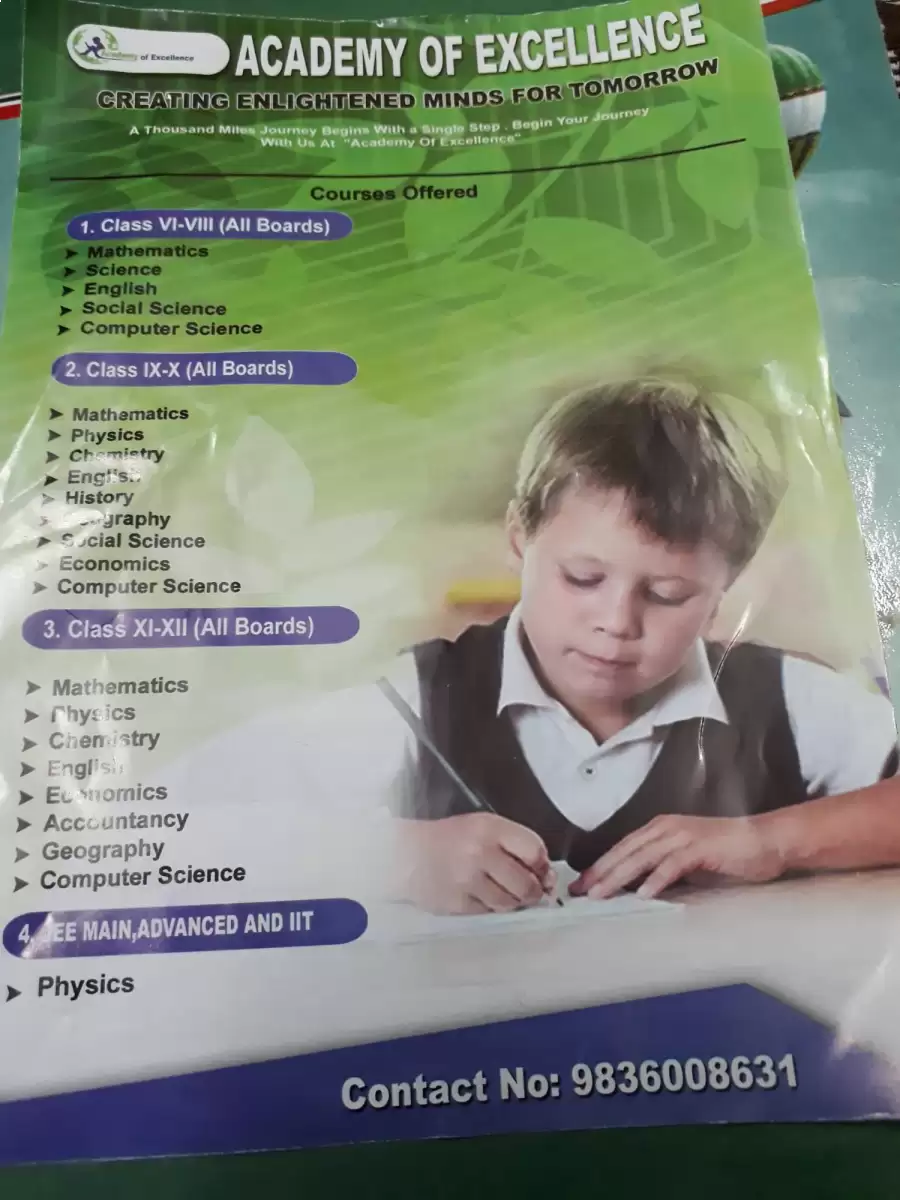 Academy of Excellence
ACADEMY OF EXCELLENCE
CREATING ENLIGHTENED MINDS FOR TOMORROW
A Thousand Miles Journey Begins With a Single Step . Begin Your Journey
With Us At "Academy Of Excellence"
Courses Offered
1. Class VI-VIII (All Boards)
➤ Mathematics
➤ Science
➤ English
➤ Social Science
➤ Computer Science
2. Class IX-X (All Boards)
➤ Mathematics
➤ Physics
➤ Chemistry
➤ English
➤ History
➤ Geography
➤ Social Science
➤ Economics
➤ Computer Science
3. Class XI-XII (All Boards)
➤ Mathematics
➤ Physics
➤ Chemistry
➤ English
➤ Economics
➤ Accountancy
➤ Geography
➤ Computer Science
4. JEE MAIN,ADVANCED AND IIT
➤ Physics
Contact No: 9836008631